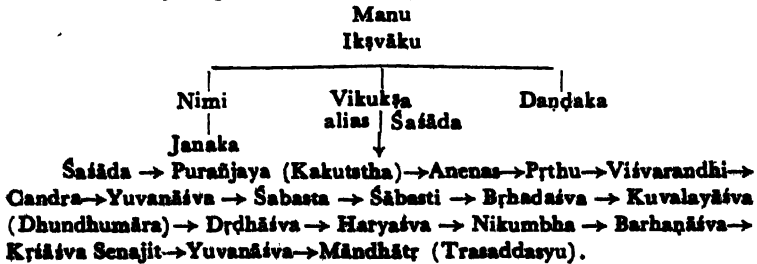 Manu
Ikṣvāku
Nimi Vikukṣa Daṇḍaka
alias Śaśāda
Janaka
Śaśāda → Purañjaya (Kakutstha)→Anenas→Pṛthu→Viśvarandhi→
Candra→Yuvanāśva → Śabasta → Śābasti → Bṛhadaśva → Kuvalayāśva
(Dhundhumāra)→ Dṛḍhāśva → Haryaśva → Nikumbha → Barhaṇāśva→
Kṛśāśva Senajit→Yuvanāśva→Māndhātṛ (Trasaddasyu).